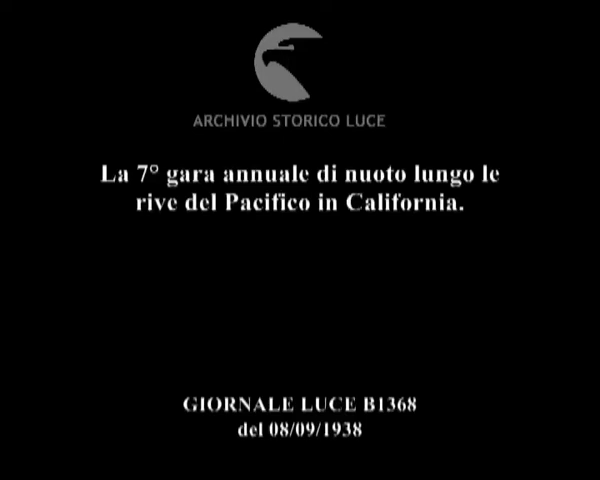 ARCHIVIO STORICO LUCE
La 7° gara annuale di nuoto lungo le
rive del Pacifico in California.
GIORNALE LUCE B1368
del 08/09/1938